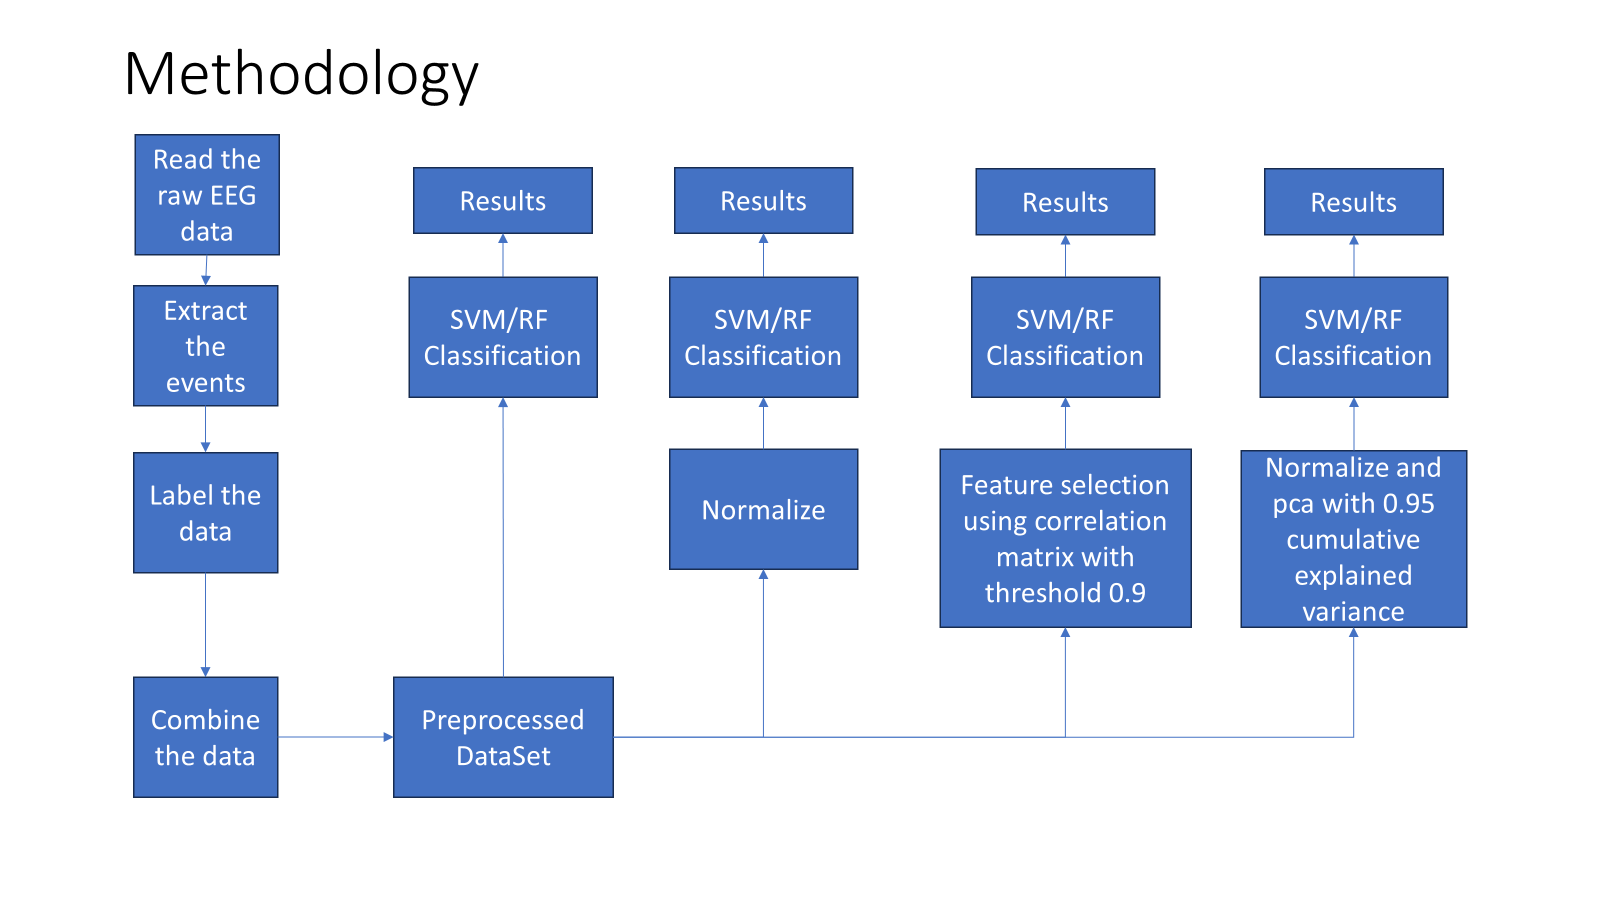 Methodology
Read the
raw EEG
data
Extract
the
events
Label the
data
Combine
the data
Preprocessed
DataSet
Results
SVM/RF
Classification
Results
SVM/RF
Classification
Normalize
Results
SVM/RF
Classification
Feature selection
using correlation
matrix with
threshold 0.9
Results
SVM/RF
Classification
Normalize and
pca with 0.95
cumulative
explained
variance